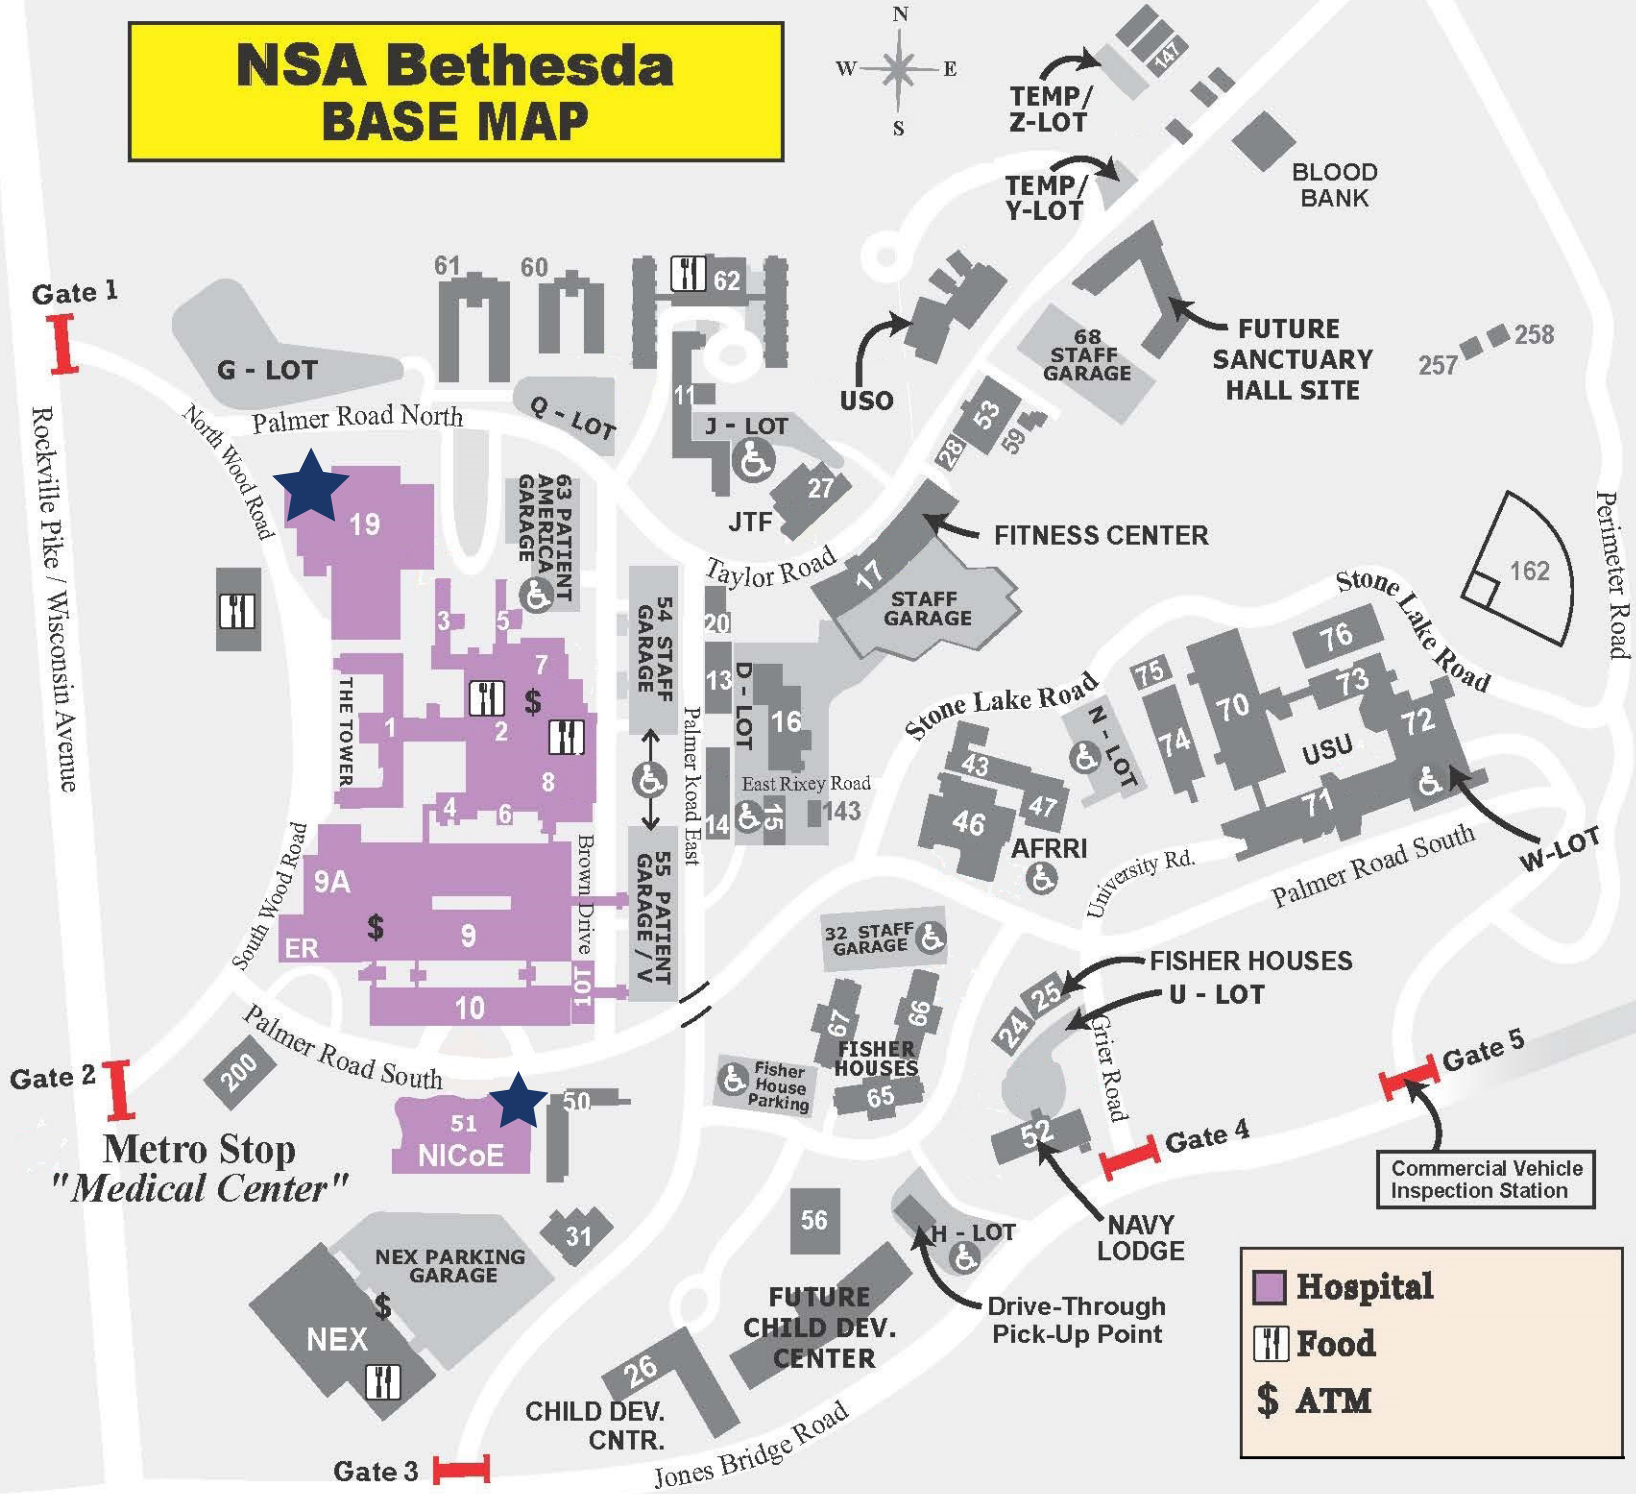 NSA Bethesda
BASE MAP
N
W
E
S
147
TEMP/
Z-LOT
BLOOD
BANK
TEMP/
Y-LOT
Gate 1
61
60
62
G - LOT
68
STAFF
GARAGE
FUTURE
SANCTUARY
HALL SITE
257
258
USO
11
Q - LOT
Palmer Road North
North Wood Road
J - LOT
53
59
28
27
JTF
19
63 PATIENT
AMERICA
GARAGE
FITNESS CENTER
Rockville Pike / Wisconsin Avenue
Taylor Road
17
STAFF
GARAGE
162
Perimeter Road
Stone Lake Road
3
5
54 STAFF
GARAGE
20
7
13
D - LOT
76
75
73
70
72
74
USU
71
THE TOWER
1
2
$
16
Palmer Road East
Stone Lake Road
N - LOT
8
4
6
East Rixey Road
14
15
143
43
46
47
AFRRI
W-LOT
South Wood Road
9A
ER
$
9
Brown Drive
55 PATIENT
GARAGE / V
University Rd.
Palmer Road South
10
10T
32 STAFF
GARAGE
FISHER HOUSES
U - LOT
25
24
67
66
FISHER
HOUSES
65
Grier Road
Gate 5
Palmer Road South
200
Gate 2
Fisher
House
Parking
50
51
NICoE
52
Gate 4
Commercial Vehicle
Inspection Station
Metro Stop
"Medical Center"
NAVY
LODGE
31
56
H - LOT
NEX PARKING
GARAGE
$
NEX
FUTURE
CHILD DEV.
CENTER
Drive-Through
Pick-Up Point
26
CHILD DEV.
CNTR.
Jones Bridge Road
Gate 3
Hospital
Food
$ ATM